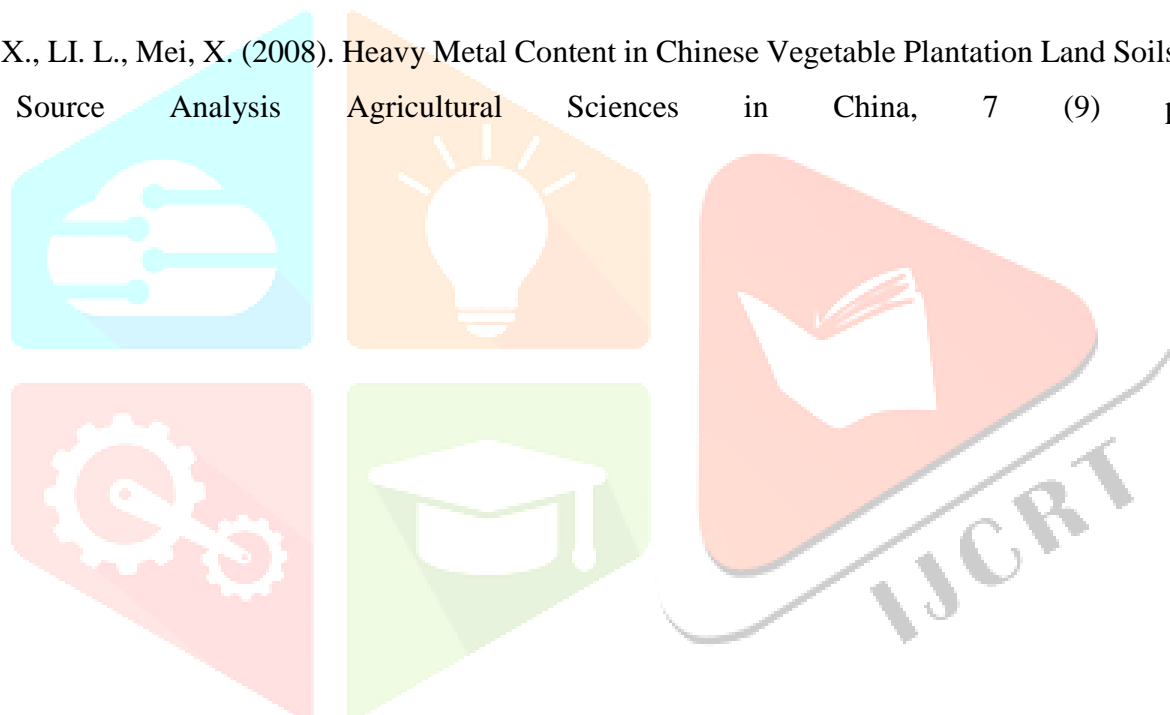 X., LI. L., Mei, X. (2008). Heavy Metal Content in Chinese Vegetable Plantation Land Soils
Source Analysis Agricultural Sciences in China, 7 (9)
IJCRT